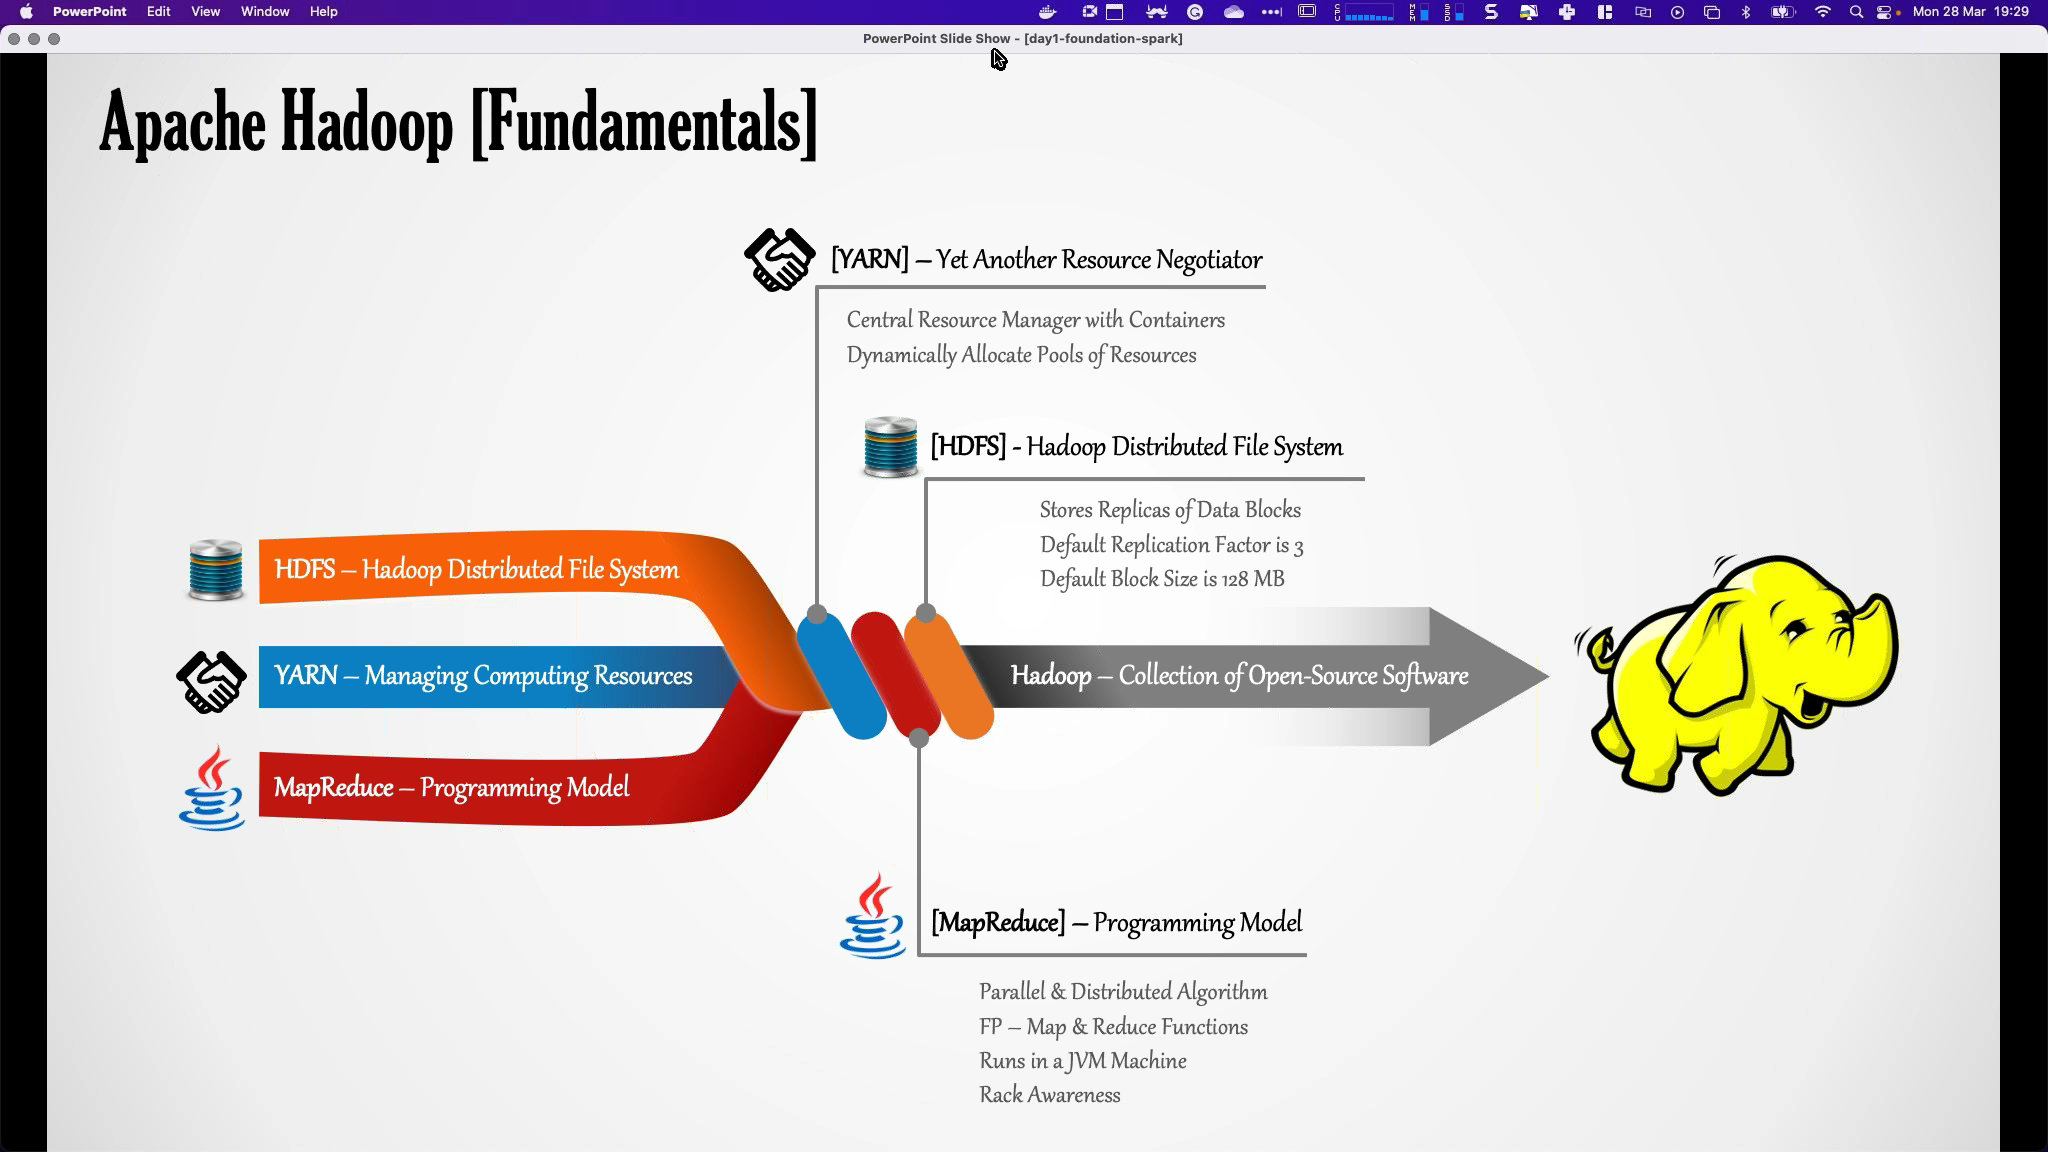 PowerPoint Edit View Window Help
CPU MEM SSD Mon 28 Mar 19:29
PowerPoint Slide Show - [day1-foundation-spark]
Apache Hadoop [Fundamentals]
[YARN] – Yet Another Resource Negotiator
Central Resource Manager with Containers
Dynamically Allocate Pools of Resources
[HDFS] - Hadoop Distributed File System
Stores Replicas of Data Blocks
Default Replication Factor is 3
Default Block Size is 128 MB
HDFS – Hadoop Distributed File System
YARN – Managing Computing Resources
MapReduce – Programming Model
Hadoop – Collection of Open-Source Software
[MapReduce] – Programming Model
Parallel & Distributed Algorithm
FP – Map & Reduce Functions
Runs in a JVM Machine
Rack Awareness